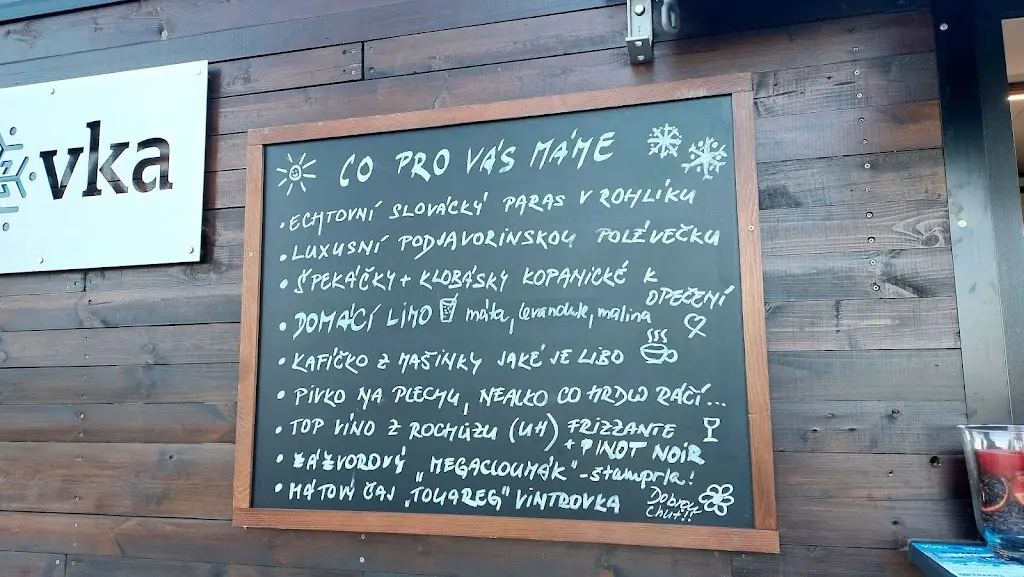 vka
CO PRO VÁS MÁME
• ECHTOVNÍ SLOVÁCKÝ PARAS V ROHLÍKU
• LUXUSNÍ PODJAVORINSKOU POLÉVEČKU
• ŠPEKÁČKY + KLOBÁSKY KOPANICKÉ K
OPEČENÍ
• DOMÁCÍ LIMO máta, levandule, malina
• KAFÍČKO Z MAŠINKY JAKÉ JE LIBO
• PIVKO NA PLECHU, NEALKO CO HRDLO RÁČÍ...
• TOP VÍNO Z ROCHŮZU (UH) FRIZZANTE
+ PINOT NOIR
• ZÁZVOROVÝ „MEGACLOUMÁK" - štamprla!
• MÁTOVÝ ČAJ „TOUAREG" VINTROVKA
Dobrou
chuť!!!